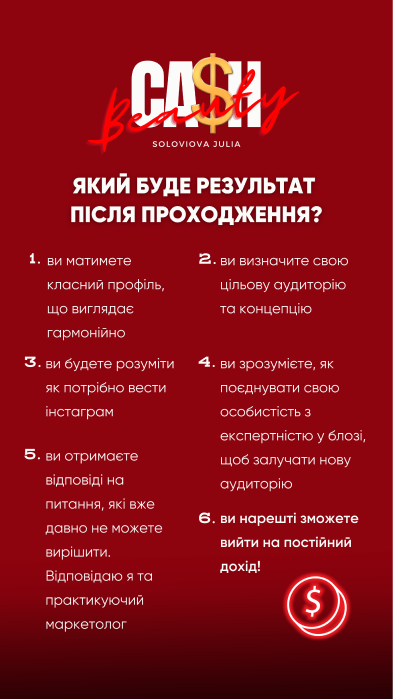 CA$H
Beauty
SOLOVIOVA JULIA
ЯКИЙ БУДЕ РЕЗУЛЬТАТ
ПІСЛЯ ПРОХОДЖЕННЯ?
1. ви матимете
класний профіль,
що виглядає
гармонійно
2. ви визначите свою
цільову аудиторію
та концепцію
3. ви будете розуміти
як потрібно вести
інстаграм
4. ви зрозумієте, як
поєднувати свою
особистість з
експертністю у блозі,
щоб залучати нову
аудиторію
5. ви отримаєте
відповіді на
питання, які вже
давно не можете
вирішити.
Відповідаю я та
практикуючий
маркетолог
6. ви нарешті зможете
вийти на постійний
дохід!
$